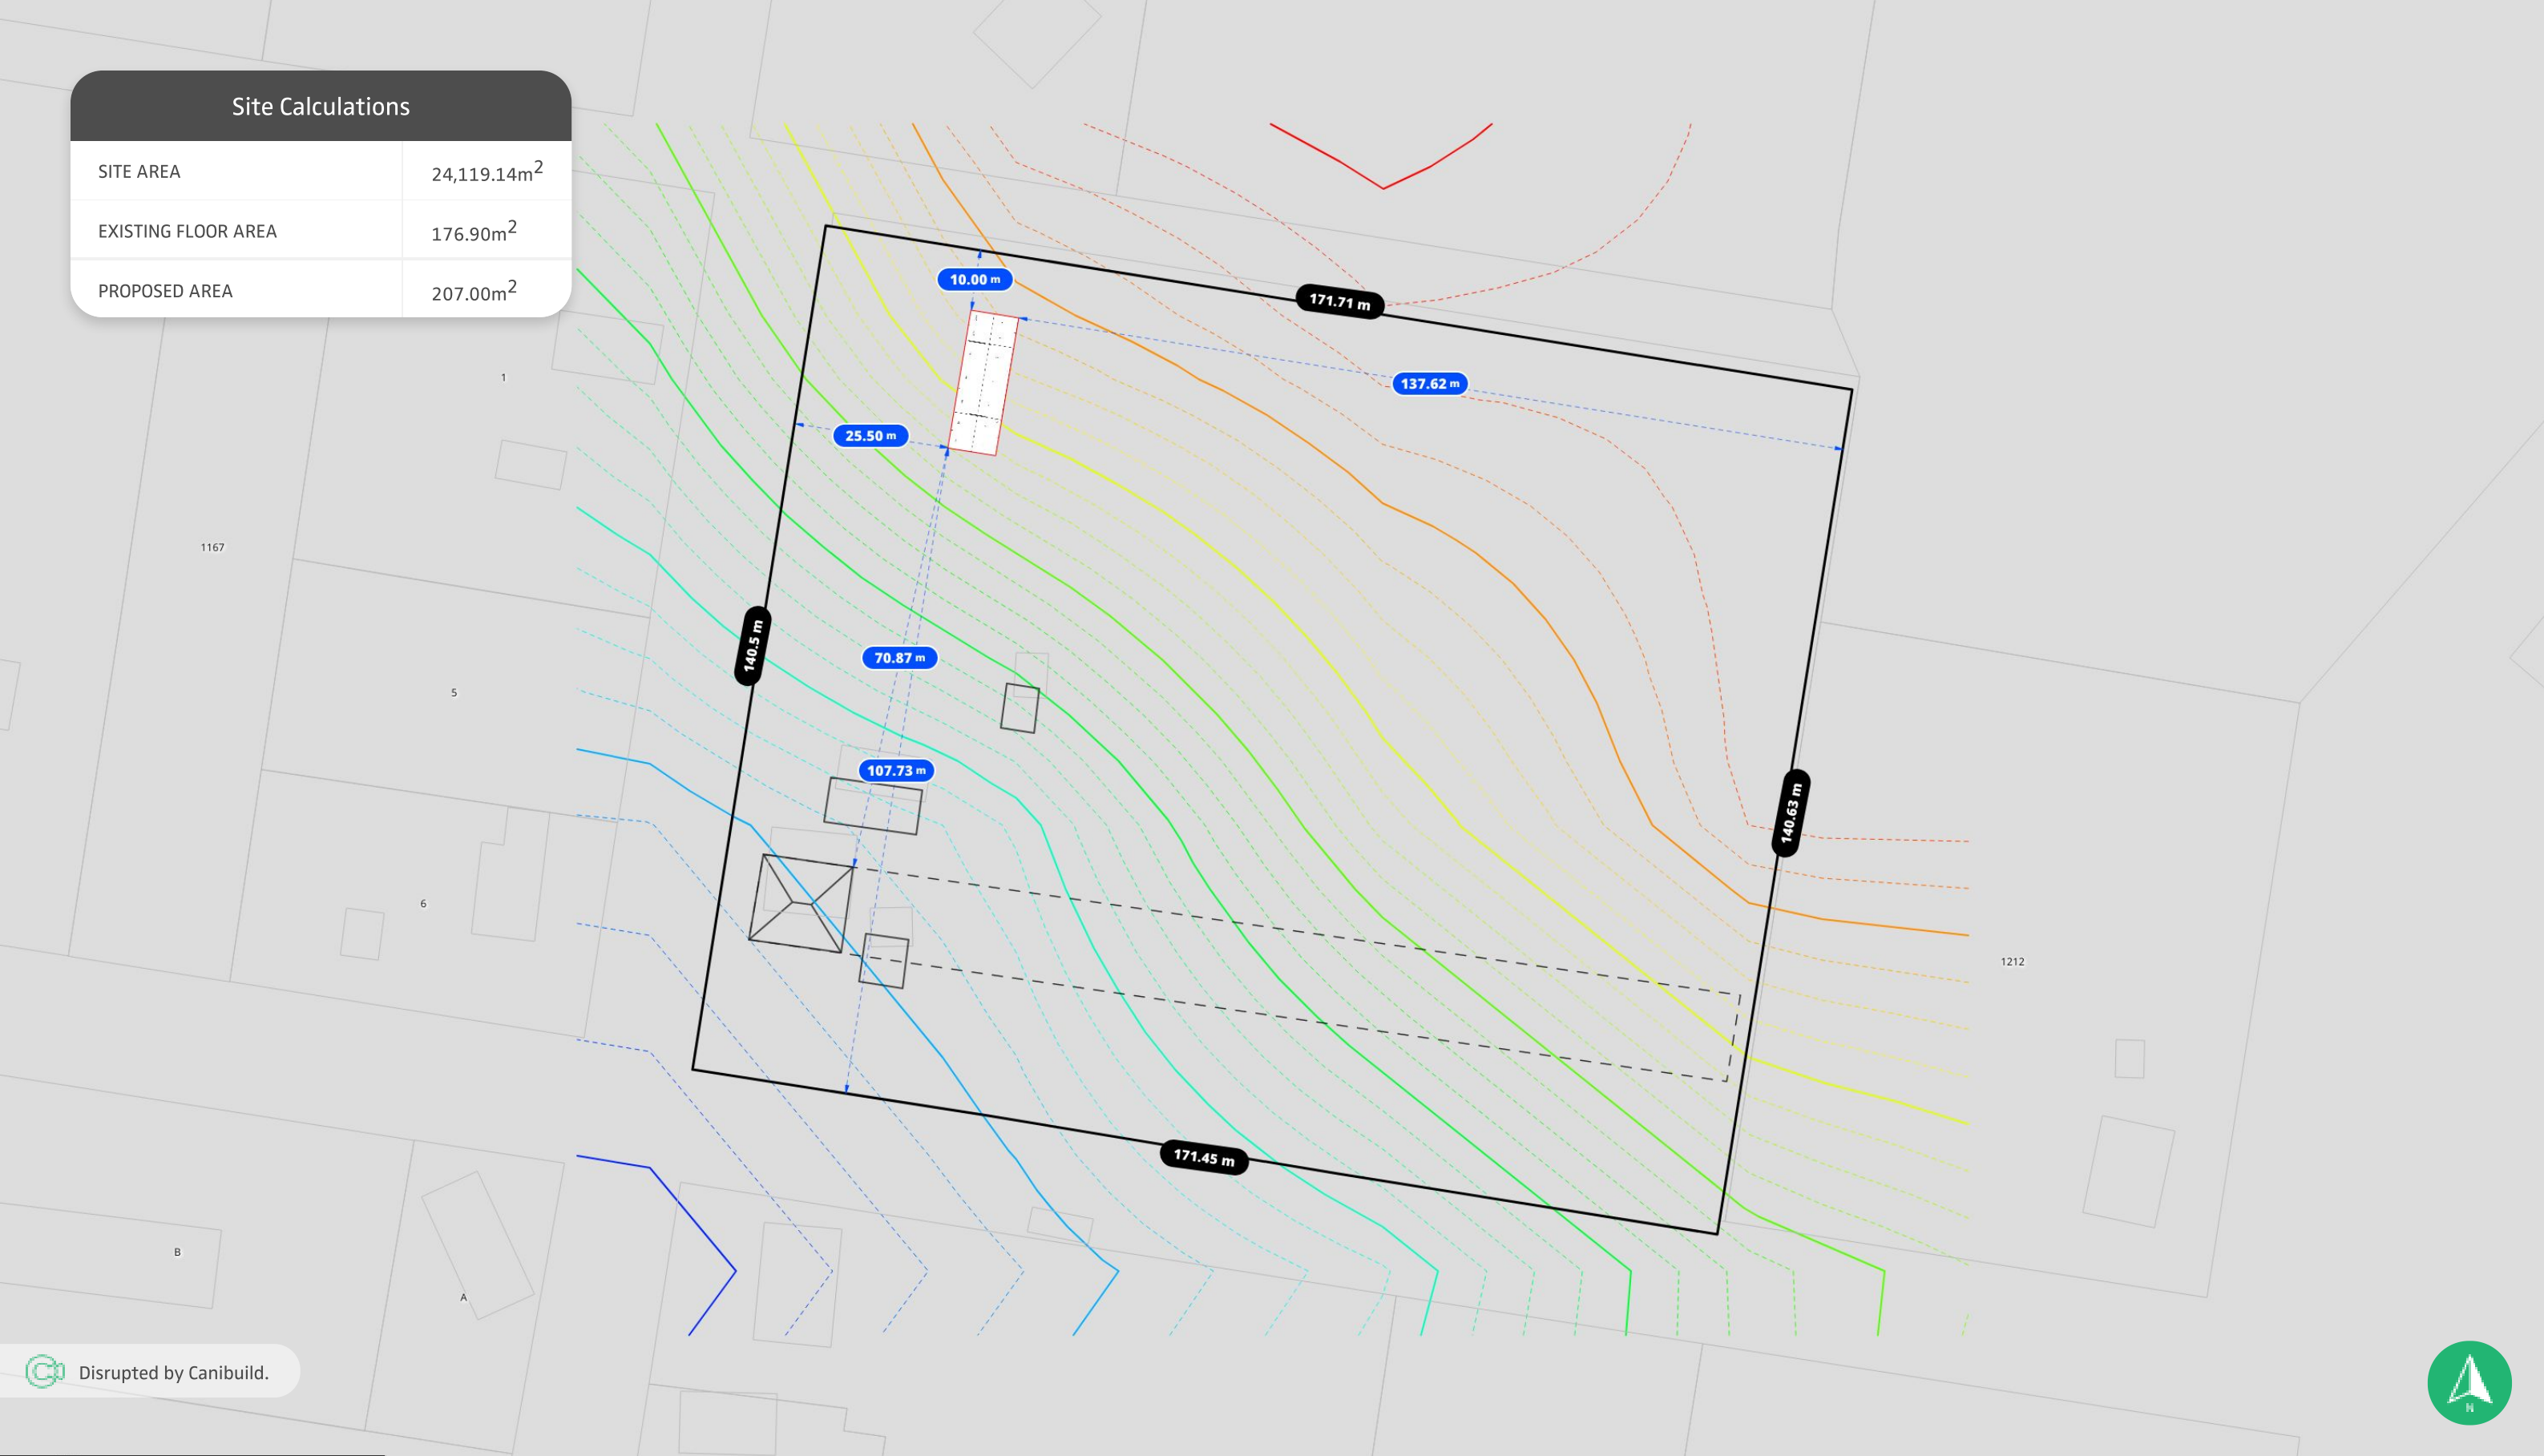 Site Calculations
SITE AREA 24,119.14m2
EXISTING FLOOR AREA 176.90m2
PROPOSED AREA 207.00m2
10.00 m
171.71 m
137.62 m
1
25.50 m
1167
140.5 m
70.87 m
5
107.73 m
140.63 m
6
1212
171.45 m
B
A
Disrupted by Canibuild.
N